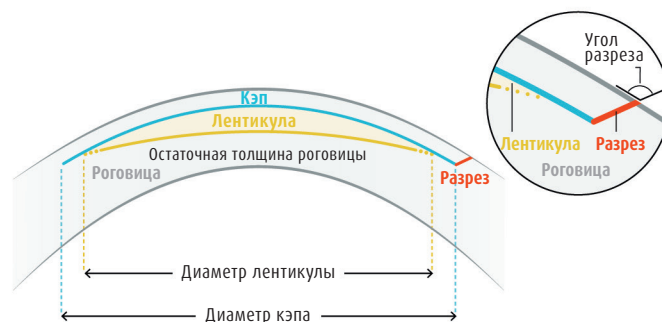 Кэп
Лентикула
Остаточная толщина роговицы
Роговица
Разрез
Диаметр лентикулы
Диаметр кэпа
Угол
разреза
Лентикула
Разрез
Роговица